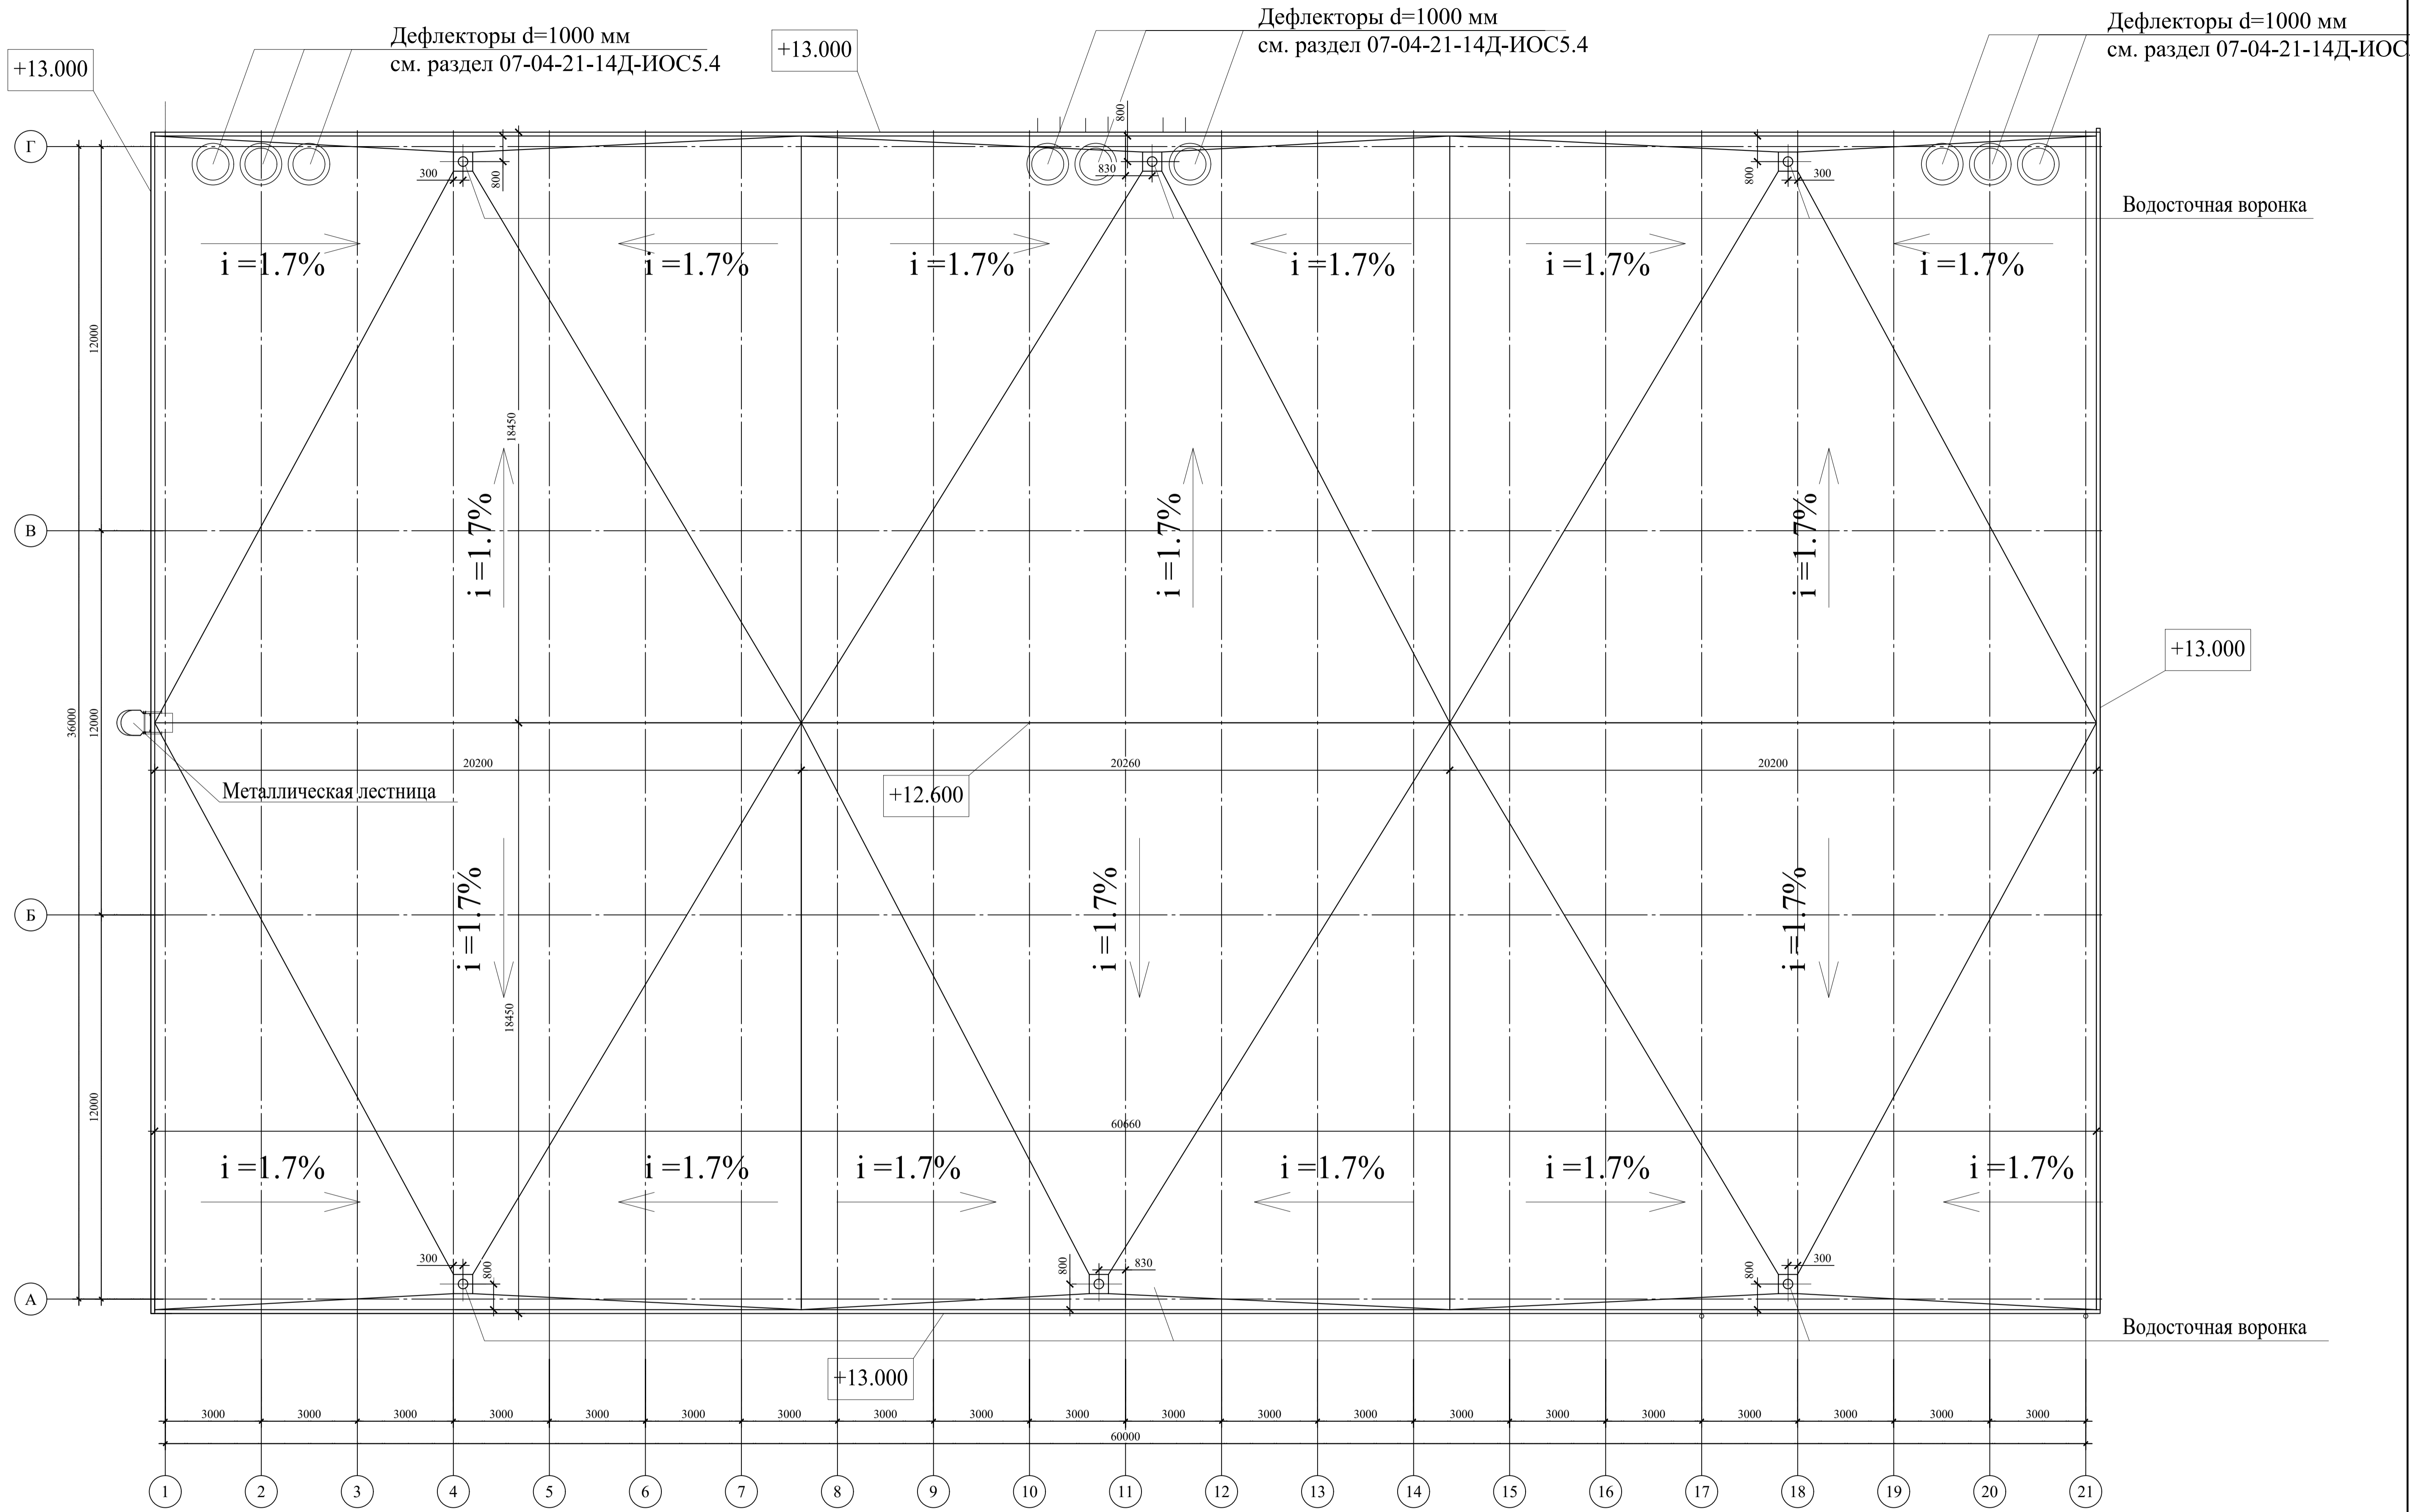 Дефлекторы d=1000 мм
см. раздел 07-04-21-14Д-ИОС5.4
Дефлекторы d=1000 мм
см. раздел 07-04-21-14Д-ИОС5.4
Дефлекторы d=1000 мм
см. раздел 07-04-21-14Д-ИОС
+13.000
+13.000
800
Г
300
800
830
800
300
Водосточная воронка
i =1.7%
i =1.7%
i =1.7%
i =1.7%
i =1.7%
i =1.7%
12000
18450
В
i =1.7%
i =1.7%
i =1.7%
+13.000
36000
12000
20200
20260
20200
Металлическая лестница
+12.600
Б
i =1.7%
i =1.7%
i =1.7%
18450
12000
60660
i =1.7%
i =1.7%
i =1.7%
i =1.7%
i =1.7%
i =1.7%
300
800
800
830
800
300
А
Водосточная воронка
+13.000
3000 3000 3000 3000 3000 3000 3000 3000 3000 3000 3000 3000 3000 3000 3000 3000 3000 3000 3000 3000
60000
1 2 3 4 5 6 7 8 9 10 11 12 13 14 15 16 17 18 19 20 21